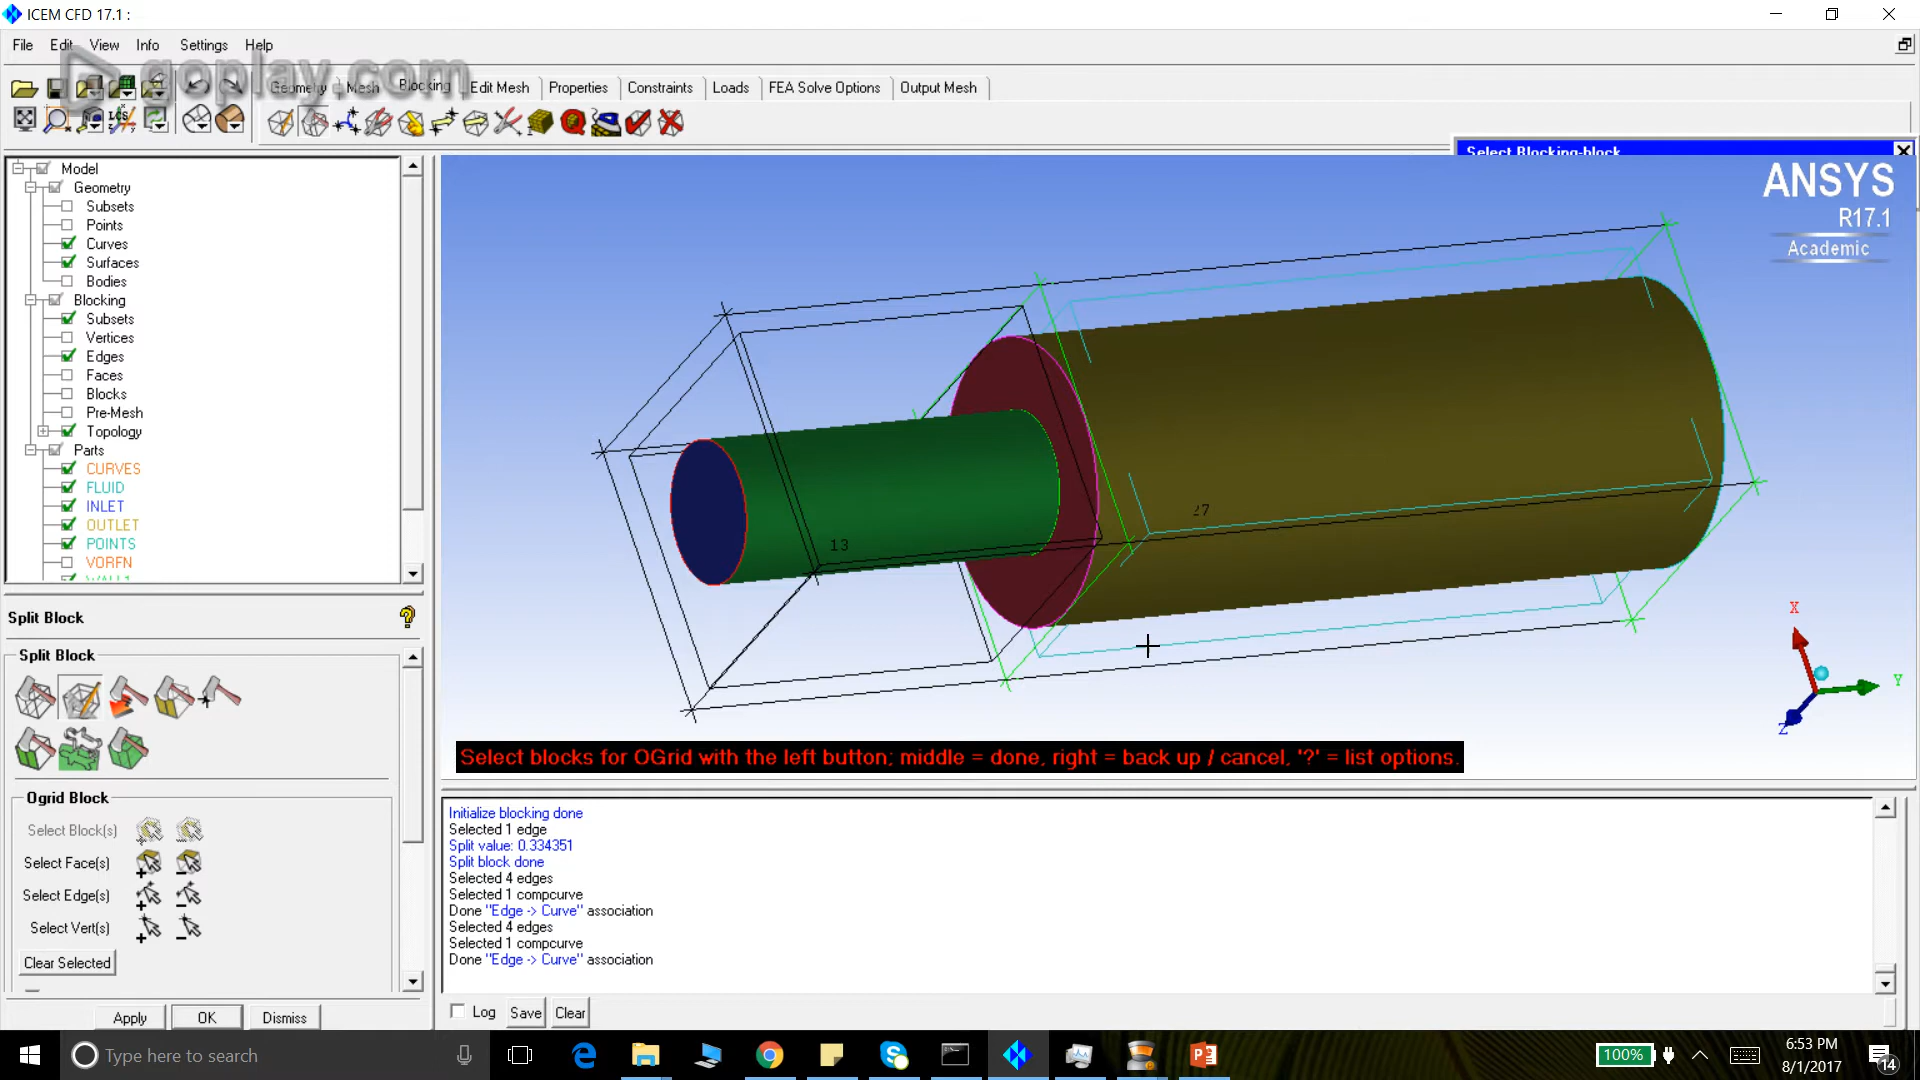 ICEM CFD 17.1 :
File Edit View Info Settings Help
goplay.com
Geometry Mesh Blocking Edit Mesh Properties Constraints Loads FEA Solve Options Output Mesh
LCS
Select Blocking-block
Model
Geometry
Subsets
Points
Curves
Surfaces
Bodies
Blocking
Subsets
Vertices
Edges
Faces
Blocks
Pre-Mesh
Topology
Parts
CURVES
FLUID
INLET
OUTLET
POINTS
VORFN
ANSYS
R17.1
Academic
13
27
X
Y
Z
Select blocks for OGrid with the left button; middle = done, right = back up / cancel, '?' = list options.
Split Block
Split Block
Ogrid Block
Select Block(s)
Select Face(s)
Select Edge(s)
Select Vert(s)
Clear Selected
Apply OK Dismiss
Initialize blocking done
Selected 1 edge
Split value: 0.334351
Split block done
Selected 4 edges
Selected 1 compcurve
Done "Edge -> Curve" association
Selected 4 edges
Selected 1 compcurve
Done "Edge -> Curve" association
Log Save Clear
Type here to search
100%
6:53 PM
8/1/2017
14